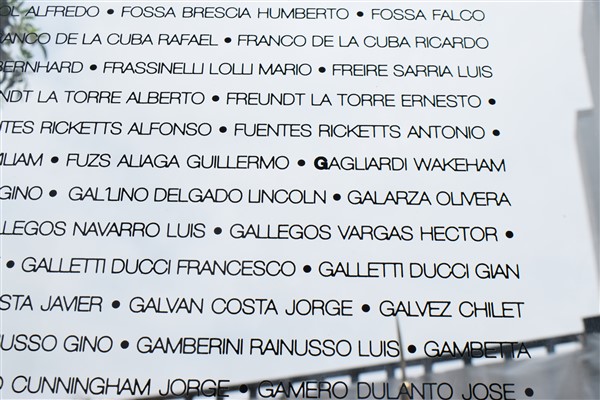 OL ALFREDO • FOSSA BRESCIA HUMBERTO • FOSSA FALCO
ANCO DE LA CUBA RAFAEL • FRANCO DE LA CUBA RICARDO
BERNHARD • FRASSINELLI LOLLI MARIO • FREIRE SARRIA LUIS
NDT LA TORRE ALBERTO • FREUNDT LA TORRE ERNESTO •
TES RICKETTS ALFONSO • FUENTES RICKETTS ANTONIO •
LIAM • FUZS ALIAGA GUILLERMO • GAGLIARDI WAKEHAM
GINO • GAL'LINO DELGADO LINCOLN • GALARZA OLIVERA
LLEGOS NAVARRO LUIS • GALLEGOS VARGAS HECTOR •
• GALLETTI DUCCI FRANCESCO • GALLETTI DUCCI GIAN
STA JAVIER • GALVAN COSTA JORGE • GALVEZ CHILET
USSO GINO • GAMBERINI RAINUSSO LUIS • GAMBETTA
O CUNNINGHAM JORGE • GAMERO DULANTO JOSE •